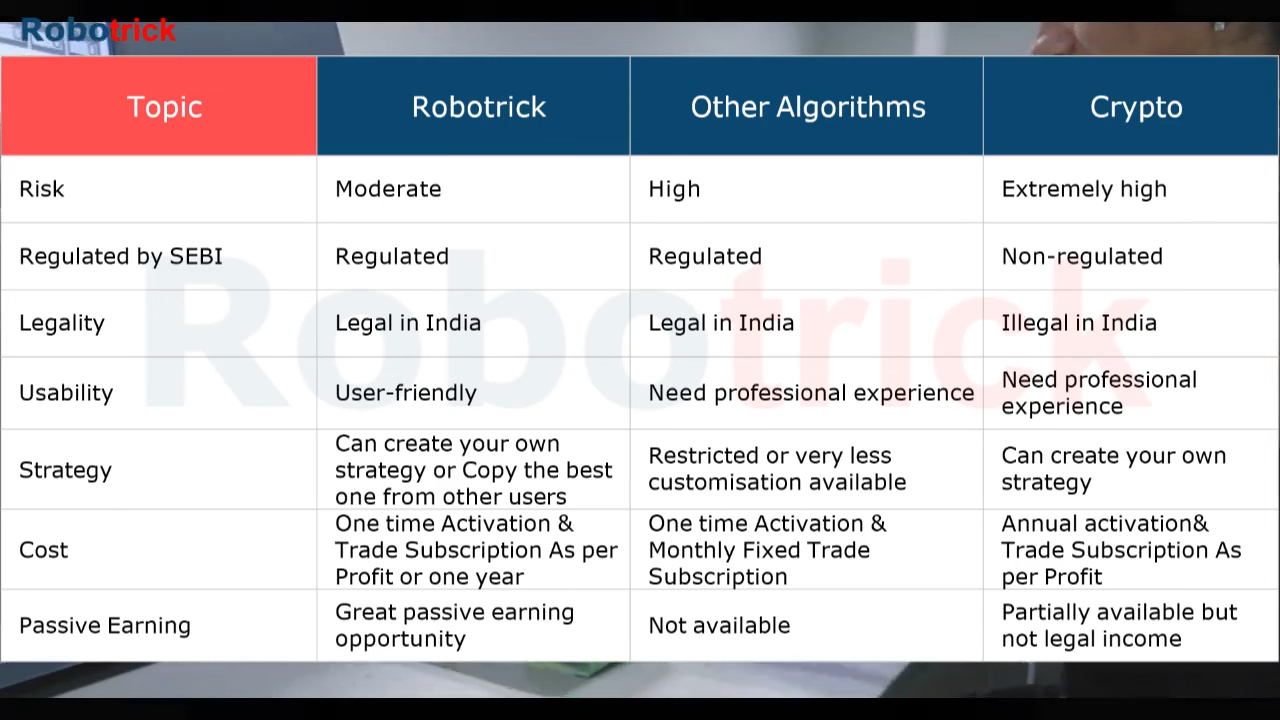 Robotrick
Topic
Robotrick
Other Algorithms
Crypto
Risk
Moderate
High
Extremely high
Regulated by SEBI
Regulated
Regulated
Non-regulated
Legality
Legal in India
Legal in India
Illegal in India
Usability
User-friendly
Need professional experience
Need professional
experience
Strategy
Can create your own
strategy or Copy the best
one from other users
Restricted or very less
customisation available
Can create your own
strategy
Cost
One time Activation &
Trade Subscription As per
Profit or one year
One time Activation &
Monthly Fixed Trade
Subscription
Annual activation&
Trade Subscription As
per Profit
Passive Earning
Great passive earning
opportunity
Not available
Partially available but
not legal income
Robotrick